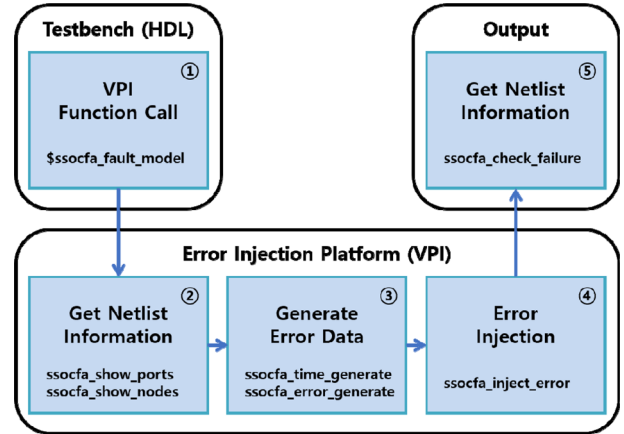 Testbench (HDL)
①
VPI
Function Call
$ssocfa_fault_model
Output
⑤
Get Netlist
Information
ssocfa_check_failure
Error Injection Platform (VPI)
②
Get Netlist
Information
ssocfa_show_ports
ssocfa_show_nodes
③
Generate
Error Data
ssocfa_time_generate
ssocfa_error_generate
④
Error
Injection
ssocfa_inject_error